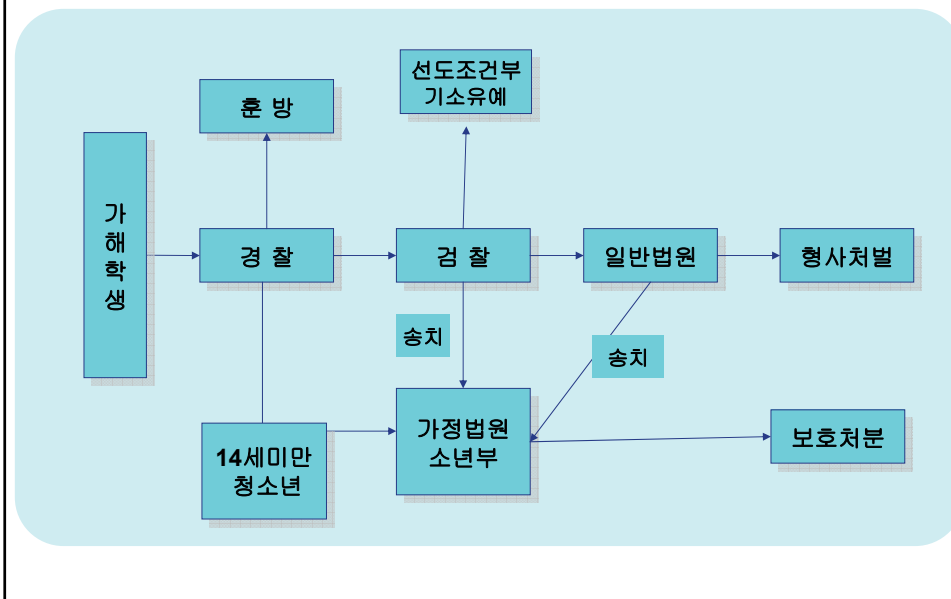 선도조건부
기소유예
훈 방
가
해
학
생
경 찰
검 찰
일반법원
형사처벌
송치
송치
가정법원
소년부
보호처분
14세미만
청소년